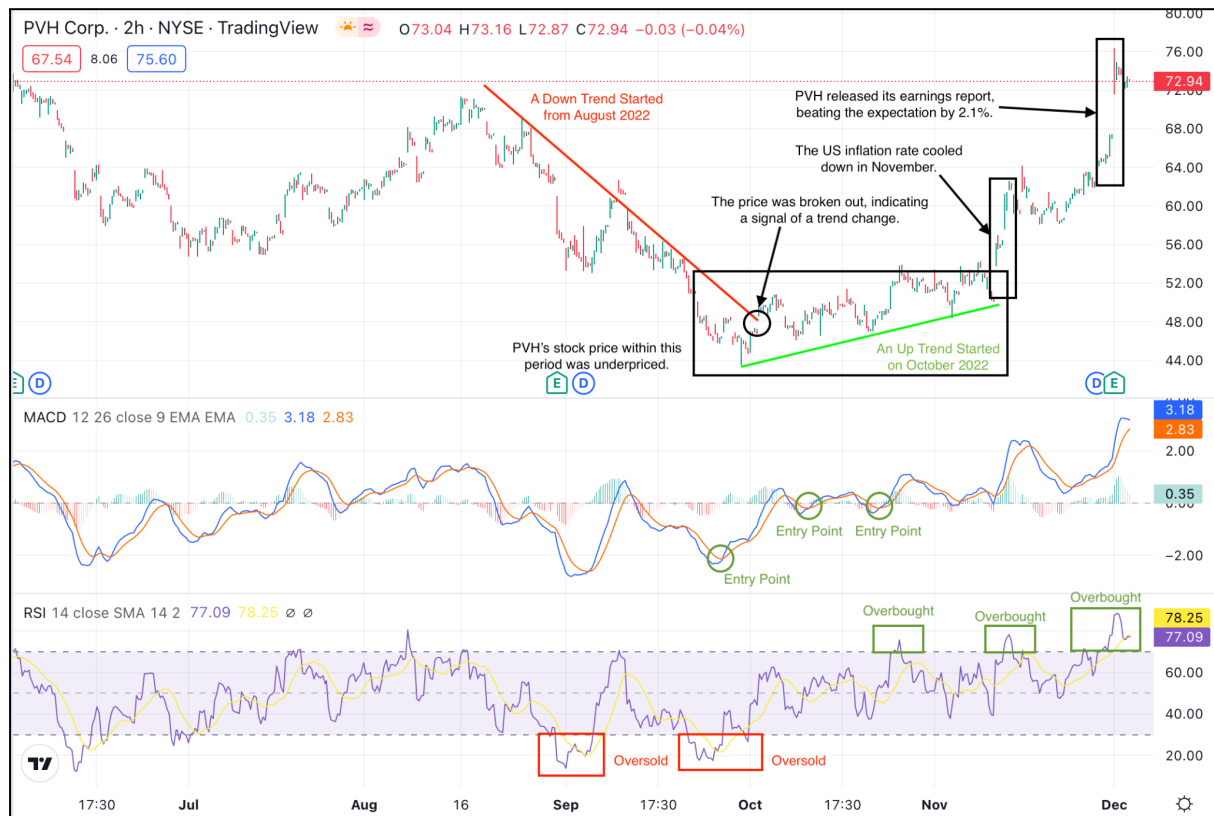 PVH Corp. · 2h · NYSE · TradingView O73.04 H73.16 L72.87 C72.94 −0.03 (−0.04%)
67.54 8.06 75.60
80.00
76.00
72.94
72.00
68.00
64.00
60.00
56.00
52.00
48.00
44.00
A Down Trend Started
from August 2022
PVH released its earnings report,
beating the expectation by 2.1%.
The US inflation rate cooled
down in November.
The price was broken out, indicating
a signal of a trend change.
PVH's stock price within this
period was underpriced.
An Up Trend Started
on October 2022
E D E D D E
MACD 12 26 close 9 EMA EMA 0.35 3.18 2.83
3.18
2.83
2.00
0.35
−0.00
−2.00
Entry Point
Entry Point
Entry Point
RSI 14 close SMA 14 2 77.09 78.25 ∅ ∅
Overbought
Overbought
Overbought
78.25
77.09
60.00
40.00
20.00
Oversold
Oversold
17:30 Jul Aug 16 Sep 17:30 Oct 17:30 Nov Dec